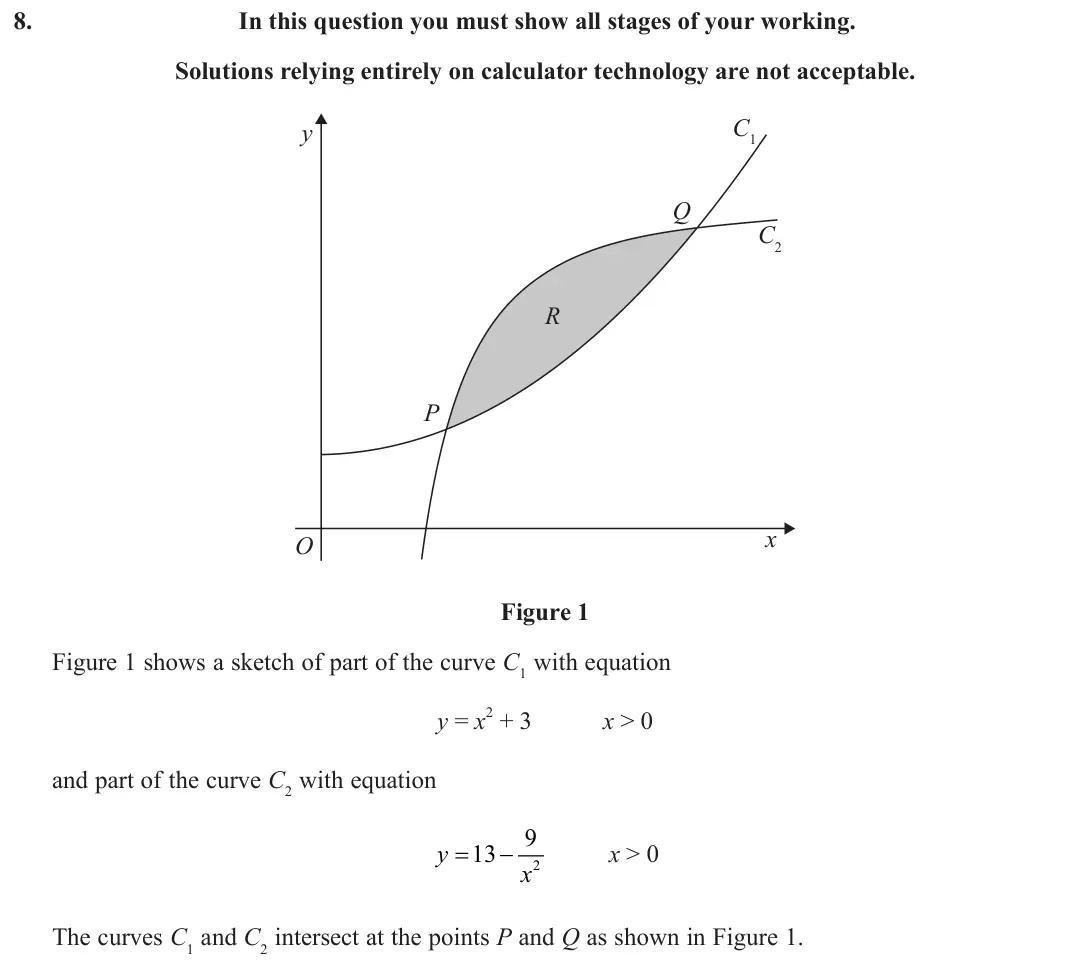 8. In this question you must show all stages of your working.
Solutions relying entirely on calculator technology are not acceptable.
y
C₁
Q
C₂
R
P
O
x
Figure 1
Figure 1 shows a sketch of part of the curve C₁ with equation
y = x² + 3 x > 0
and part of the curve C₂ with equation
y = 13 − 9/x² x > 0
The curves C₁ and C₂ intersect at the points P and Q as shown in Figure 1.